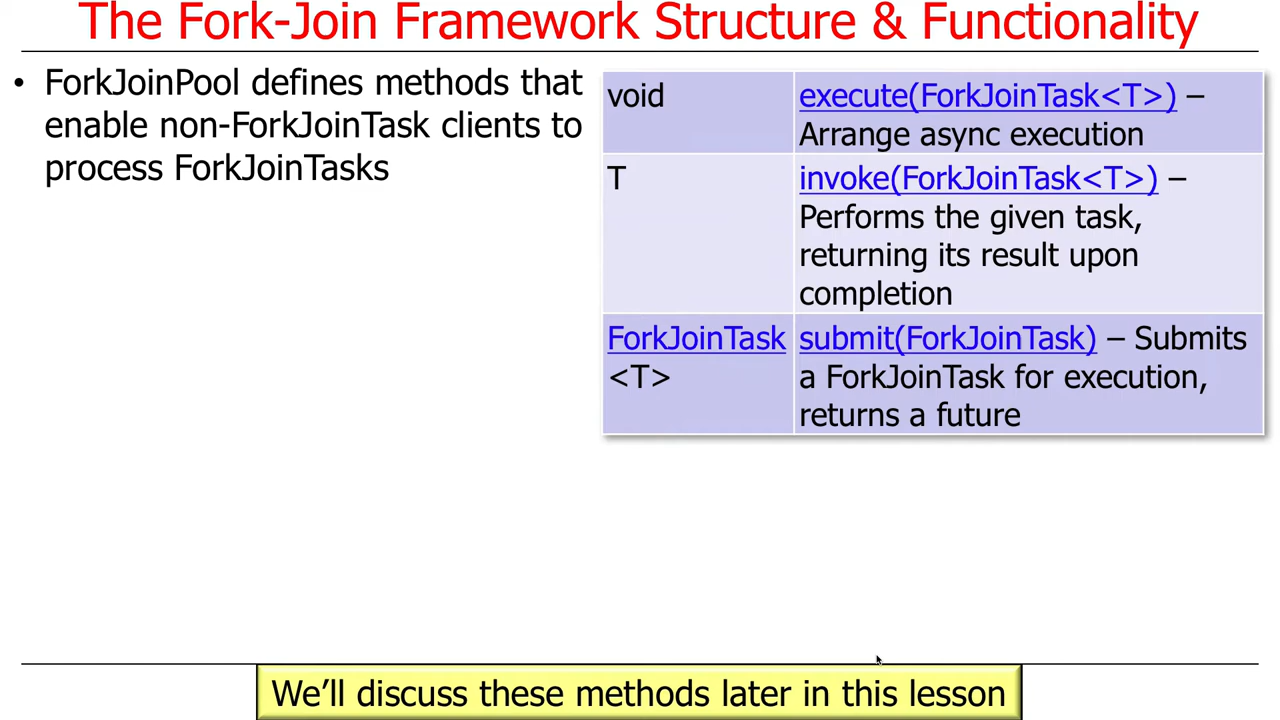 The Fork-Join Framework Structure & Functionality
• ForkJoinPool defines methods that
enable non-ForkJoinTask clients to
process ForkJoinTasks
void
execute(ForkJoinTask<T>) –
Arrange async execution
T
invoke(ForkJoinTask<T>) –
Performs the given task,
returning its result upon
completion
ForkJoinTask
<T>
submit(ForkJoinTask) – Submits
a ForkJoinTask for execution,
returns a future
We’ll discuss these methods later in this lesson